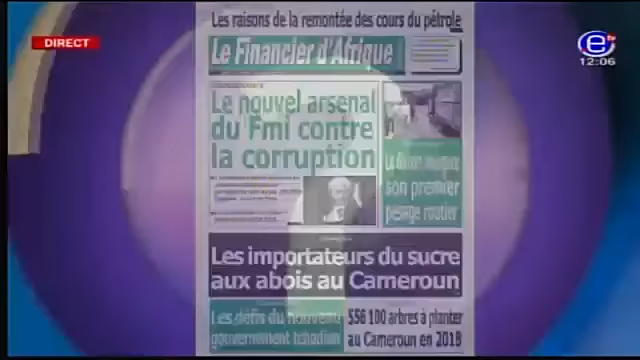 Les raisons de la remontée des cours du pétrole
DIRECT
Le Financier d'Afrique
12:06
Le nouvel arsenal
du Fmi contre
la corruption
son premier
péage routier
Les importateurs du sucre
aux abois au Cameroun
Les défis du nouveau
gouvernement tchadien
556 100 arbres à planter
au Cameroun en 2018